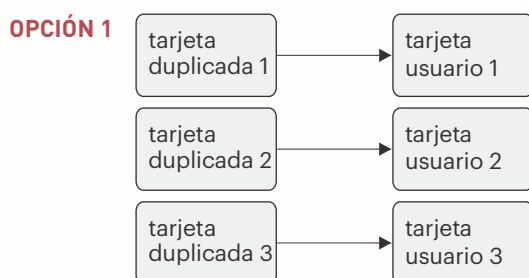 OPCIÓN 1
tarjeta
duplicada 1
tarjeta
usuario 1
tarjeta
duplicada 2
tarjeta
usuario 2
tarjeta
duplicada 3
tarjeta
usuario 3